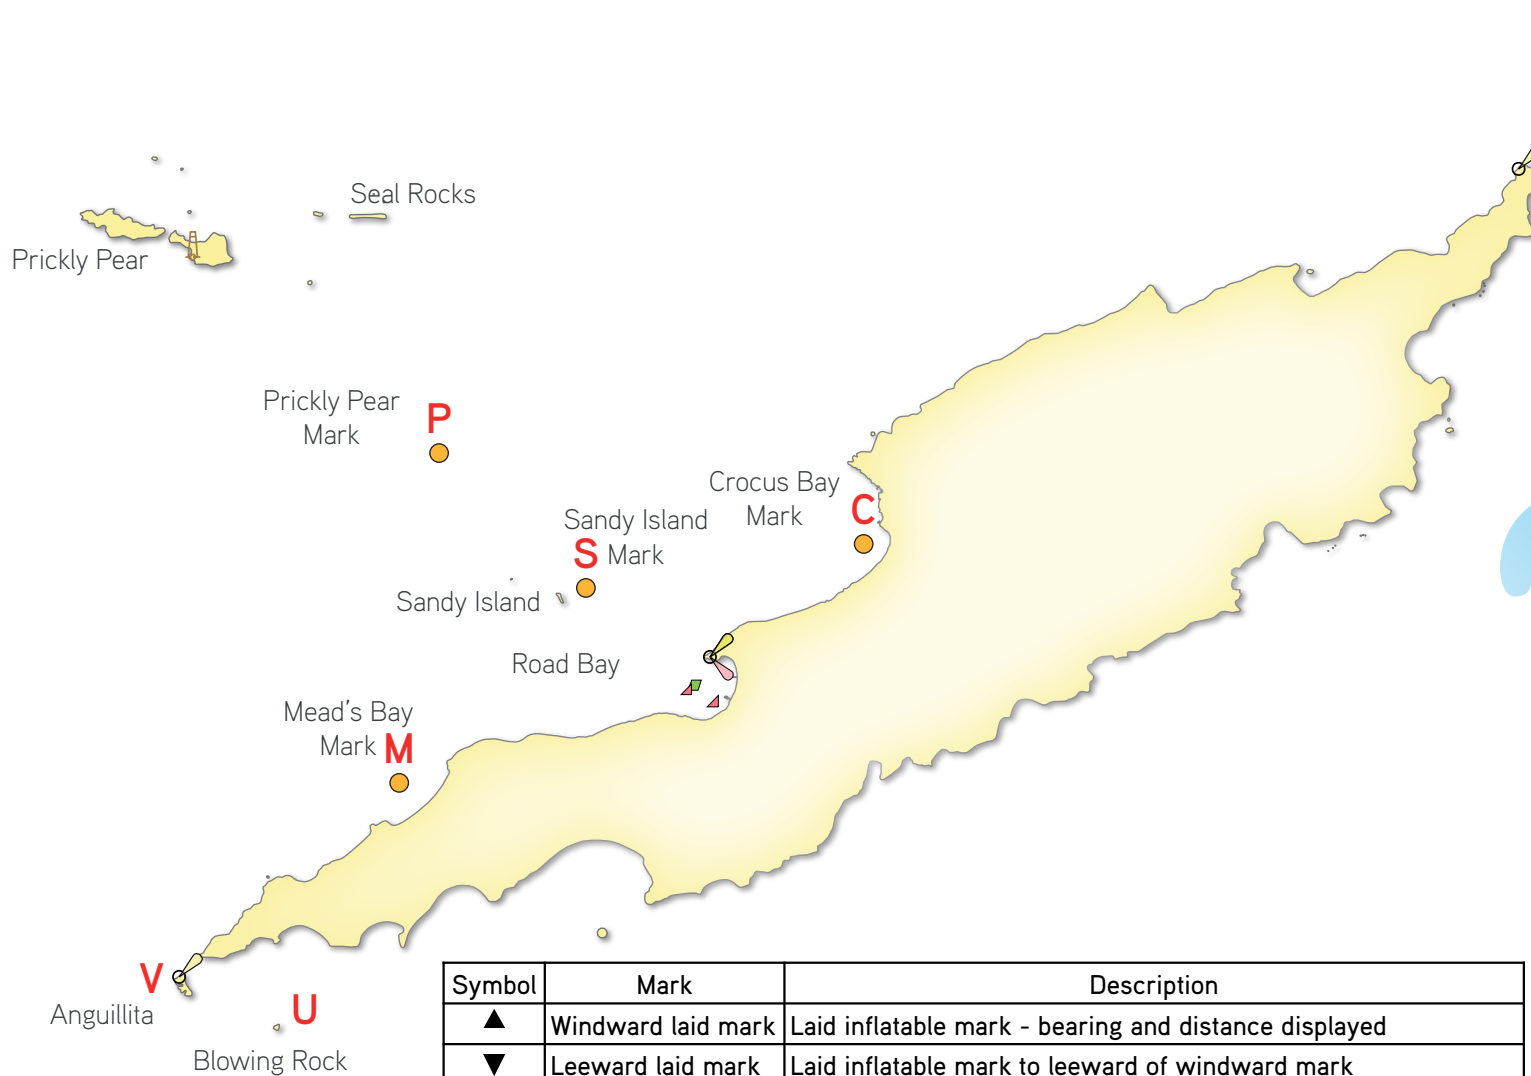 Seal Rocks
Prickly Pear
Prickly Pear
Mark
P
Crocus Bay
Mark
C
Sandy Island
Mark
S
Sandy Island
Road Bay
Mead's Bay
Mark
M
V
Anguillita
U
Blowing Rock
Symbol Mark Description
▲ Windward laid mark Laid inflatable mark - bearing and distance displayed
▼ Leeward laid mark Laid inflatable mark to leeward of windward mark